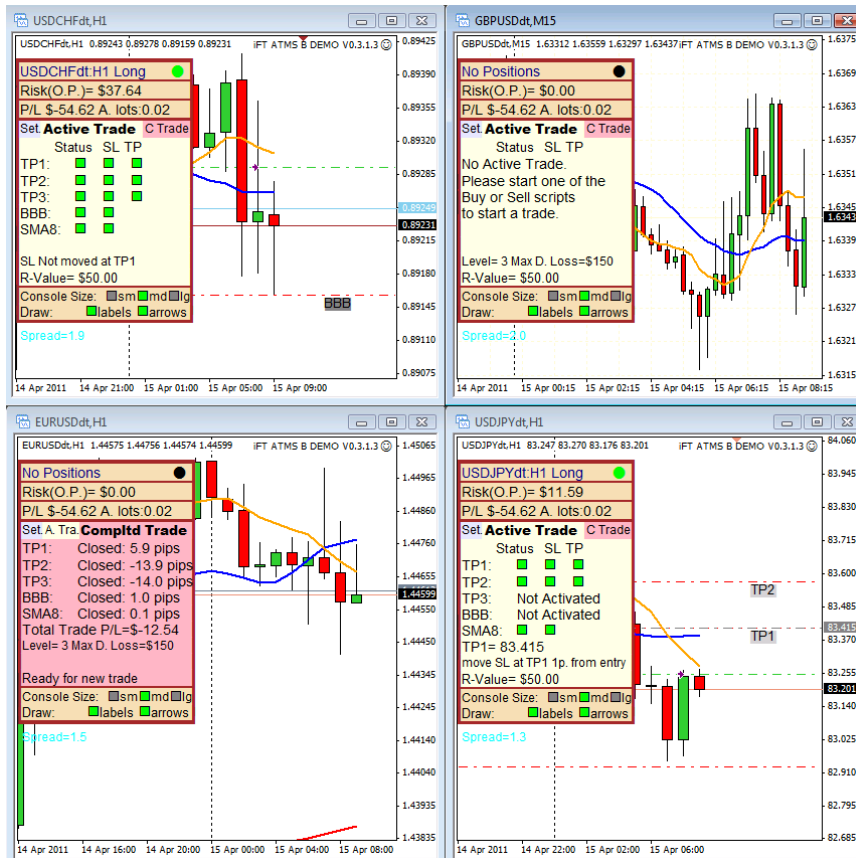 USDCHFdt,H1
USDCHFdt,H1 0.89243 0.89278 0.89159 0.89231 iFT ATMS B DEMO V0.3.1.3
USDCHFdt:H1 Long
Risk(O.P.)= $37.64
P/L $-54.62 A. lots:0.02
Set. Active Trade C Trade
Status SL TP
TP1:
TP2:
TP3:
BBB:
SMA8:
SL Not moved at TP1
R-Value= $50.00
Console Size: sm md lg
Draw: labels arrows
Spread=1.9
BBB
0.89425
0.89390
0.89355
0.89320
0.89285
0.89249
0.89231
0.89215
0.89180
0.89145
0.89110
0.89075
14 Apr 2011 14 Apr 21:00 15 Apr 01:00 15 Apr 05:00 15 Apr 09:00
GBPUSDdt,M15
GBPUSDdt,M15 1.63312 1.63559 1.63297 1.63437 iFT ATMS B DEMO V0.3.1.3
No Positions
Risk(O.P.)= $0.00
P/L $-54.62 A. lots:0.02
Set. Active Trade C Trade
No Active Trade.
Please start one of the
Buy or Sell scripts
to start a trade.
Level= 3 Max D. Loss=$150
R-Value= $50.00
Console Size: sm md lg
Draw: labels arrows
Spread=2.0
1.6375
1.6369
1.6363
1.6357
1.6351
1.6345
1.6343
1.6339
1.6333
1.6327
1.6321
1.6315
14 Apr 2011 15 Apr 00:15 15 Apr 02:15 15 Apr 04:15 15 Apr 06:15 15 Apr 08:15
EURUSDdt,H1
EURUSDdt,H1 1.44575 1.44756 1.44574 1.44599 iFT ATMS B DEMO V0.3.1.3
No Positions
Risk(O.P.)= $0.00
P/L $-54.62 A. lots:0.02
Set. A. Tra. Compltd Trade
TP1: Closed: 5.9 pips
TP2: Closed: -13.9 pips
TP3: Closed: -14.0 pips
BBB: Closed: 1.0 pips
SMA8: Closed: 0.1 pips
Total Trade P/L=$-12.54
Level= 3 Max D. Loss=$150
Ready for new trade
Console Size: sm md lg
Draw: labels arrows
Spread=1.5
1.45065
1.44965
1.44860
1.44760
1.44665
1.44599
1.44550
1.44450
1.44345
1.44240
1.44140
1.44040
1.43935
1.43835
14 Apr 2011 14 Apr 16:00 14 Apr 20:00 15 Apr 00:00 15 Apr 04:00 15 Apr 08:00
USDJPYdt,H1
USDJPYdt,H1 83.247 83.270 83.176 83.201 iFT ATMS B DEMO V0.3.1.3
USDJPYdt:H1 Long
Risk(O.P.)= $11.59
P/L $-54.62 A. lots:0.02
Set. Active Trade C Trade
Status SL TP
TP1:
TP2:
TP3: Not Activated
BBB: Not Activated
SMA8:
TP1= 83.415
move SL at TP1 1p. from entry
R-Value= $50.00
Console Size: sm md lg
Draw: labels arrows
Spread=1.3
TP2
TP1
84.060
83.945
83.830
83.715
83.600
83.485
83.415
83.370
83.255
83.201
83.140
83.025
82.910
82.795
82.685
14 Apr 2011 14 Apr 22:00 15 Apr 02:00 15 Apr 06:00